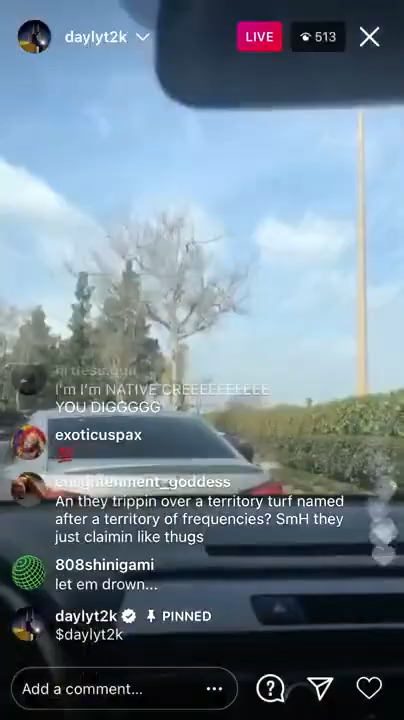 daylyt2k
LIVE
513
I'm I'm NATIVE CREEEEEEEEEE
YOU DIGGGGG
exoticuspax
💯
enlightenment_goddess
An they trippin over a territory turf named
after a territory of frequencies? SmH they
just claimin like thugs
808shinigami
let em drown...
daylyt2k PINNED
$daylyt2k
Add a comment...